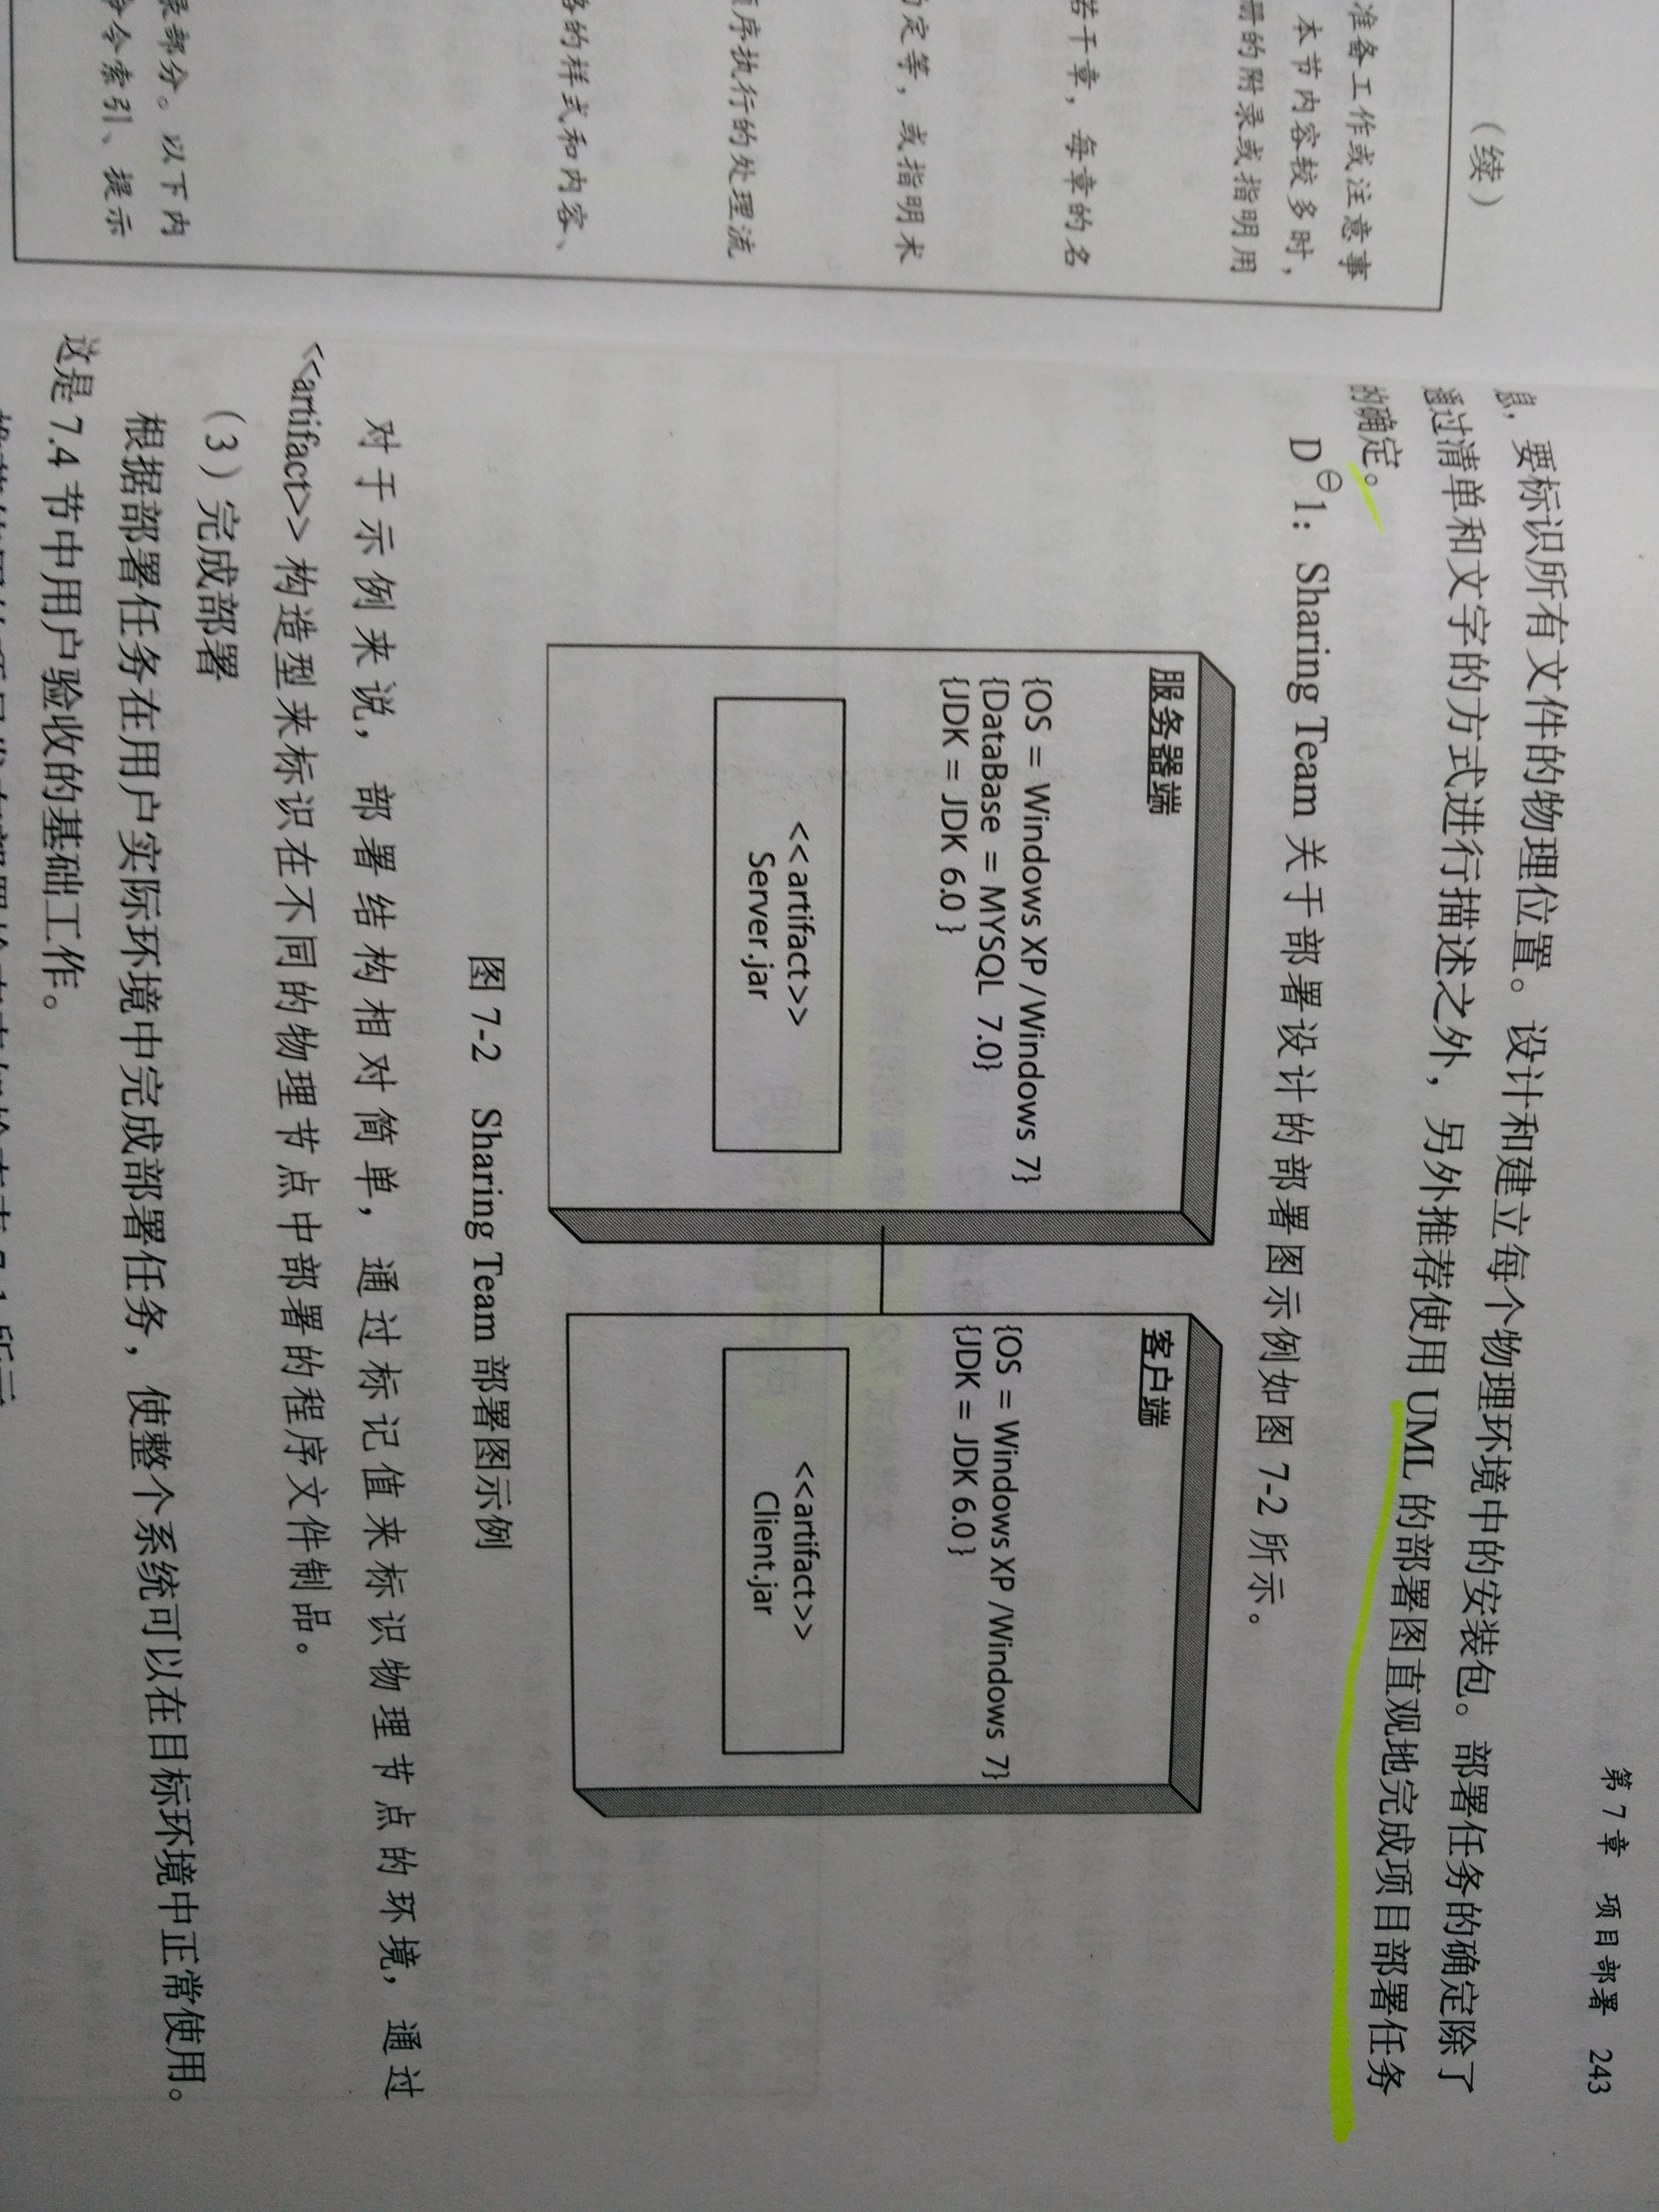 （续）
准备工作或注意事
本节内容较多时，
册的附录或指明用
若干章，每章的名
定等，或指明术
序执行的处理流
的样式和内容、
部分。以下内
令索引、提示
第 7 章 项目部署 243
息，要标识所有文件的物理位置。设计和建立每个物理环境中的安装包。部署任务的确定除了
通过清单和文字的方式进行描述之外，另外推荐使用 UML 的部署图直观地完成项目部署任务
的确定。
D⊖1：Sharing Team 关于部署设计的部署图示例如图 7-2 所示。
服务器端
{OS = Windows XP /Windows 7}
{DataBase = MYSQL 7.0}
{JDK = JDK 6.0 }
<< artifact >>
Server.jar
客户端
{OS = Windows XP /Windows 7}
{JDK = JDK 6.0 }
<<artifact>>
Client.jar
图 7-2 Sharing Team 部署图示例
对于示例来说，部署结构相对简单，通过标记值来标识物理节点的环境，通过
<<artifact>> 构造型来标识在不同的物理节点中部署的程序文件制品。
（3）完成部署
根据部署任务在用户实际环境中完成部署任务，使整个系统可以在目标环境中正常使用。
这是 7.4 节中用户验收的基础工作。